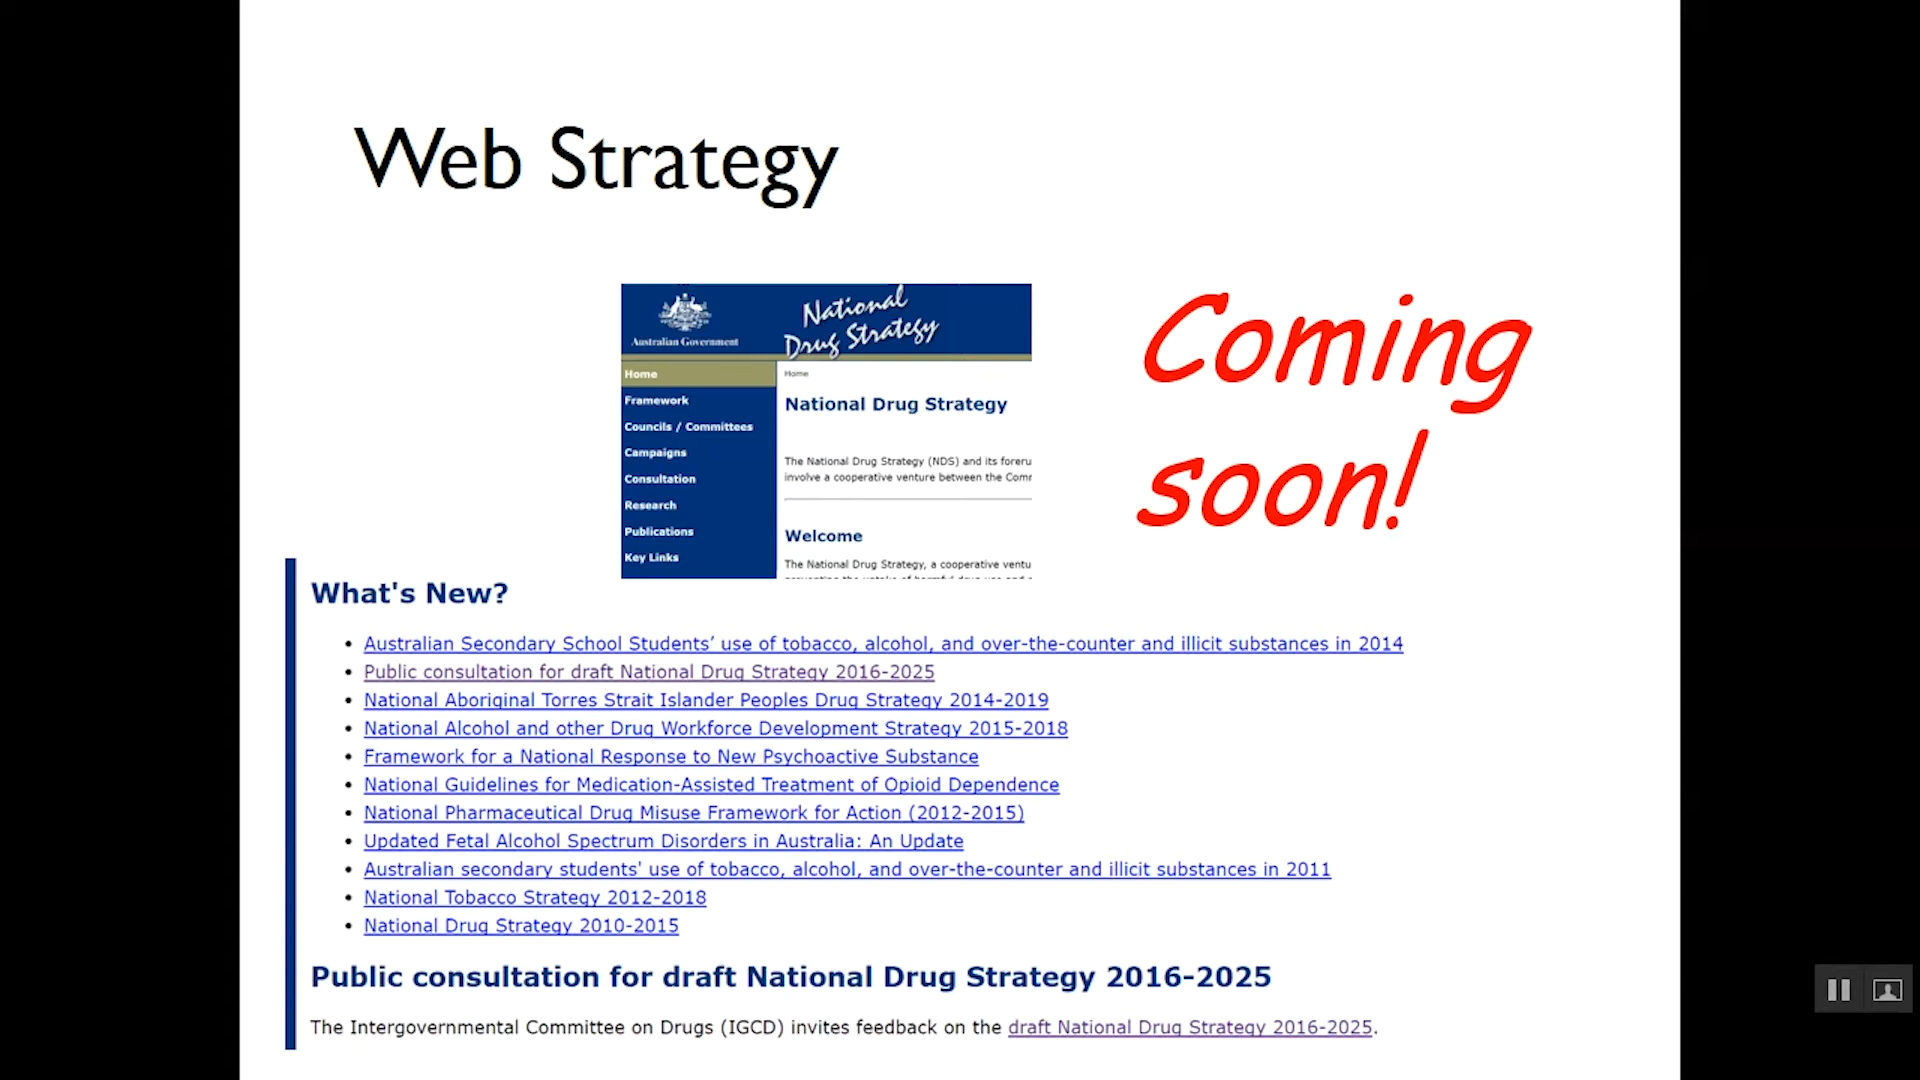 Web Strategy
Australian Government
National
Drug Strategy
Coming
soon!
Home
Framework
Councils / Committees
Campaigns
Consultation
Research
Publications
Key Links
Home
National Drug Strategy
The National Drug Strategy (NDS) and its foreru
involve a cooperative venture between the Com
Welcome
The National Drug Strategy, a cooperative ventu
preventing the uptake of harmful drug use and
What's New?
• Australian Secondary School Students’ use of tobacco, alcohol, and over-the-counter and illicit substances in 2014
• Public consultation for draft National Drug Strategy 2016-2025
• National Aboriginal Torres Strait Islander Peoples Drug Strategy 2014-2019
• National Alcohol and other Drug Workforce Development Strategy 2015-2018
• Framework for a National Response to New Psychoactive Substance
• National Guidelines for Medication-Assisted Treatment of Opioid Dependence
• National Pharmaceutical Drug Misuse Framework for Action (2012-2015)
• Updated Fetal Alcohol Spectrum Disorders in Australia: An Update
• Australian secondary students' use of tobacco, alcohol, and over-the-counter and illicit substances in 2011
• National Tobacco Strategy 2012-2018
• National Drug Strategy 2010-2015
Public consultation for draft National Drug Strategy 2016-2025
The Intergovernmental Committee on Drugs (IGCD) invites feedback on the draft National Drug Strategy 2016-2025.